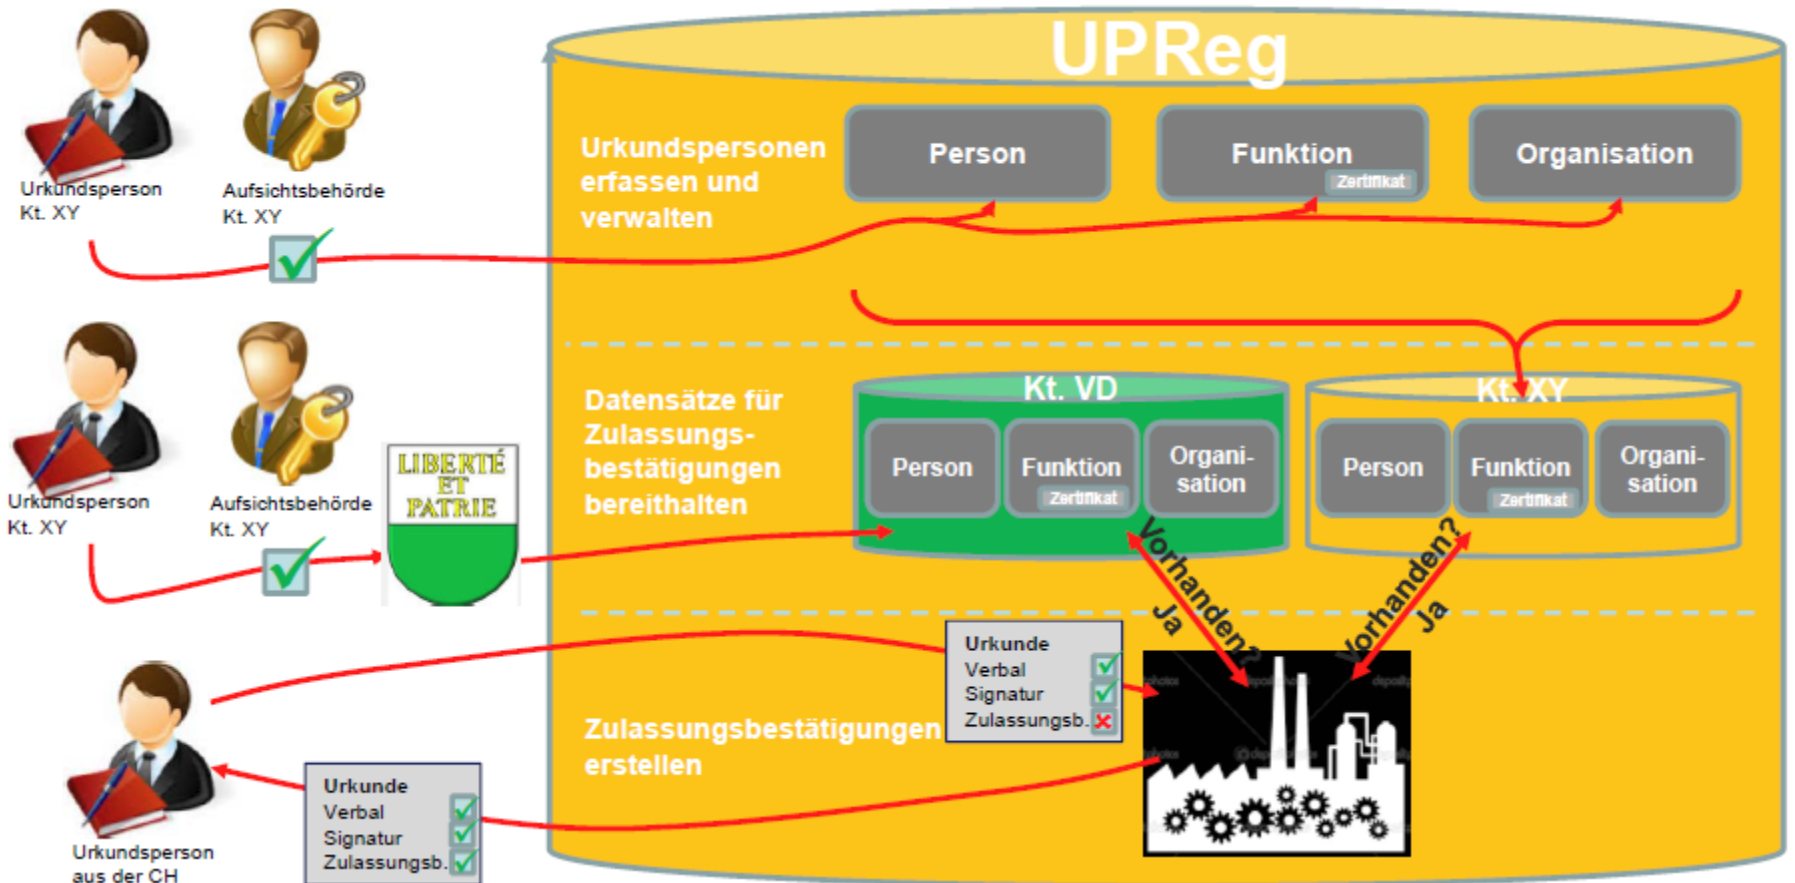 UPReg
Urkundsperson
Kt. XY
Aufsichtsbehörde
Kt. XY
Urkundspersonen
erfassen und
verwalten
Person
Funktion
Zertifikat
Organisation
Urkundsperson
Kt. XY
Aufsichtsbehörde
Kt. XY
LIBERTÉ
ET
PATRIE
Datensätze für
Zulassungs-
bestätigungen
bereithalten
Kt. VD
Person
Funktion
Zertifikat
Organi-
sation
Kt. XY
Person
Funktion
Zertifikat
Organi-
sation
Vorhanden?
Ja
Vorhanden?
Ja
Urkunde
Verbal
Signatur
Zulassungsb.
Zulassungsbestätigungen
erstellen
Urkunde
Verbal
Signatur
Zulassungsb.
Urkundsperson
aus der CH